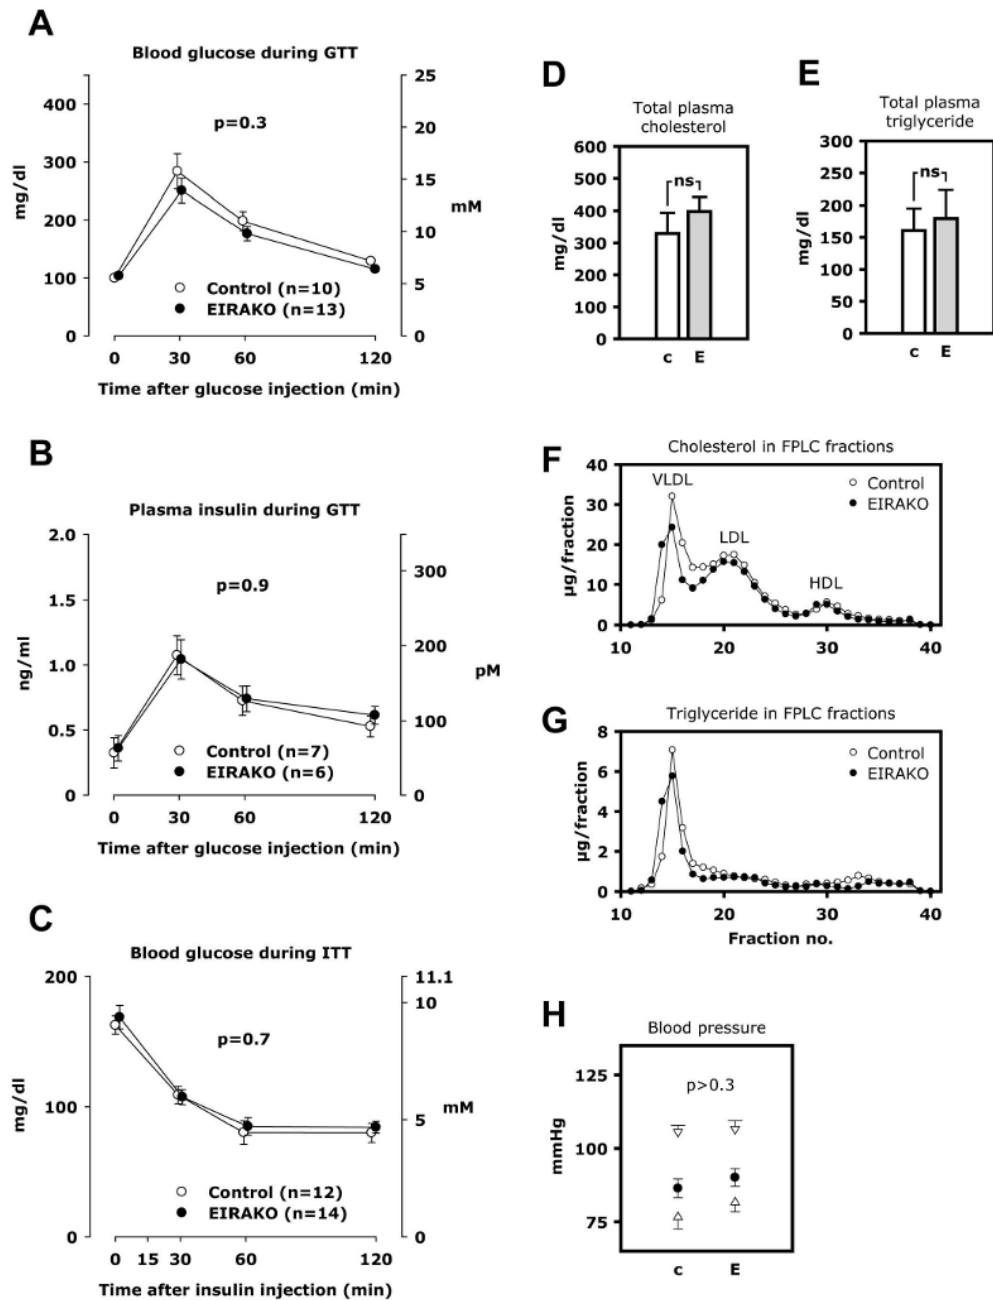 A
Blood glucose during GTT
400
300
200
100
0
mg/dl
25
20
15
10
5
0
mM
p=0.3
Control (n=10)
EIRAKO (n=13)
0 30 60 120
Time after glucose injection (min)
B
Plasma insulin during GTT
2.0
1.5
1.0
0.5
0
ng/ml
300
200
100
0
pM
p=0.9
Control (n=7)
EIRAKO (n=6)
0 30 60 120
Time after glucose injection (min)
C
Blood glucose during ITT
200
100
0
mg/dl
11.1
10
5
0
mM
p=0.7
Control (n=12)
EIRAKO (n=14)
0 15 30 60 120
Time after insulin injection (min)
D
Total plasma
cholesterol
600
500
400
300
200
100
0
mg/dl
ns
c E
E
Total plasma
triglyceride
300
250
200
150
100
50
0
mg/dl
ns
c E
F
Cholesterol in FPLC fractions
40
30
20
10
0
µg/fraction
VLDL
LDL
HDL
Control
EIRAKO
10 20 30 40
G
Triglyceride in FPLC fractions
8
6
4
2
0
µg/fraction
Control
EIRAKO
10 20 30 40
Fraction no.
H
Blood pressure
125
100
75
mmHg
p>0.3
c E